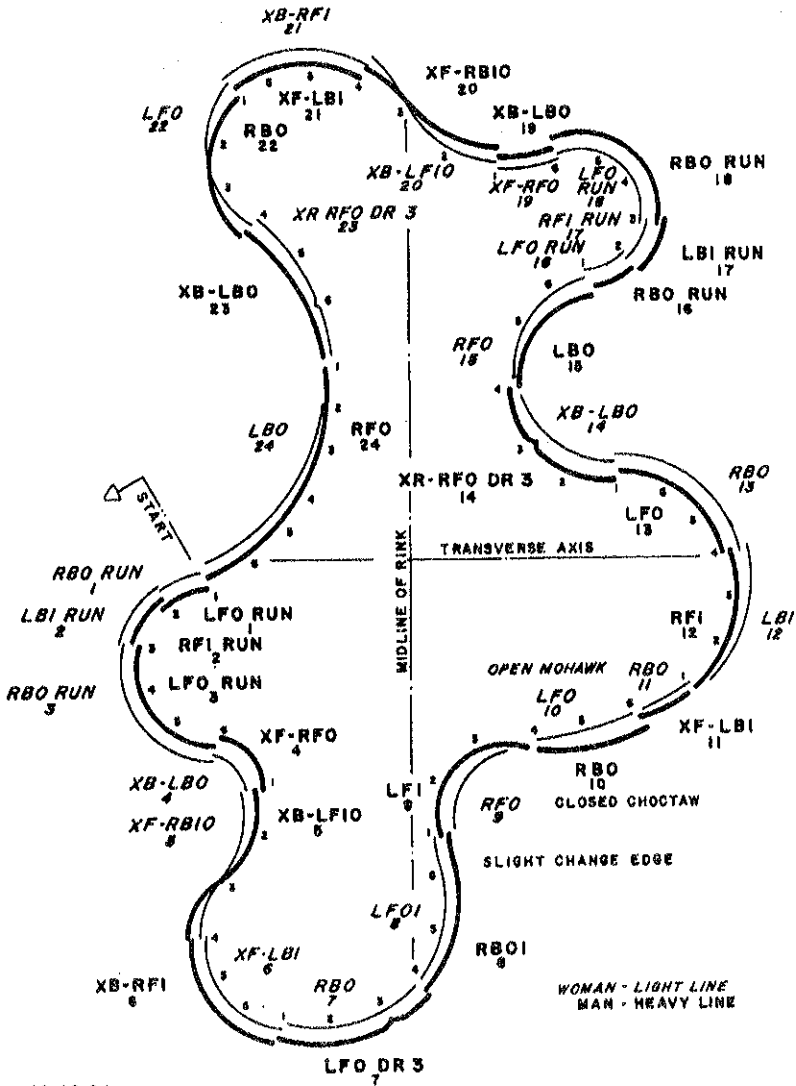 XB-RFI
21
XF-RBIO
20
LFO
22
XF-LBI
21
XB-LBO
19
RBO
22
RBO RUN
18
XB-LFIO
20
XF-RFO
19
LFO
RUN
18
XR RFO DR 3
23
RFI RUN
17
LFO RUN
16
LBI RUN
17
XB-LBO
23
RBO RUN
16
RFO
15
LBO
15
XB-LBO
14
LBO
24
RFO
24
XR-RFO DR 3
14
RBO
13
LFO
13
START
TRANSVERSE AXIS
MIDLINE OF RINK
RBO RUN
1
LBI RUN
2
LFO RUN
1
RFI RUN
2
RFI
12
LBI
12
RBO RUN
3
LFO RUN
3
OPEN MOHAWK
LFO
10
RBO
11
XF-RFO
4
XF-LBI
11
XB-LBO
4
RBO
10
CLOSED CHOCTAW
LFI
9
RFO
9
XF-RBIO
5
XB-LFIO
5
SLIGHT CHANGE EDGE
LFOI
8
XB-RFI
6
XF-LBI
6
RBO
7
RBOI
8
WOMAN - LIGHT LINE
MAN - HEAVY LINE
LFO DR 3
7